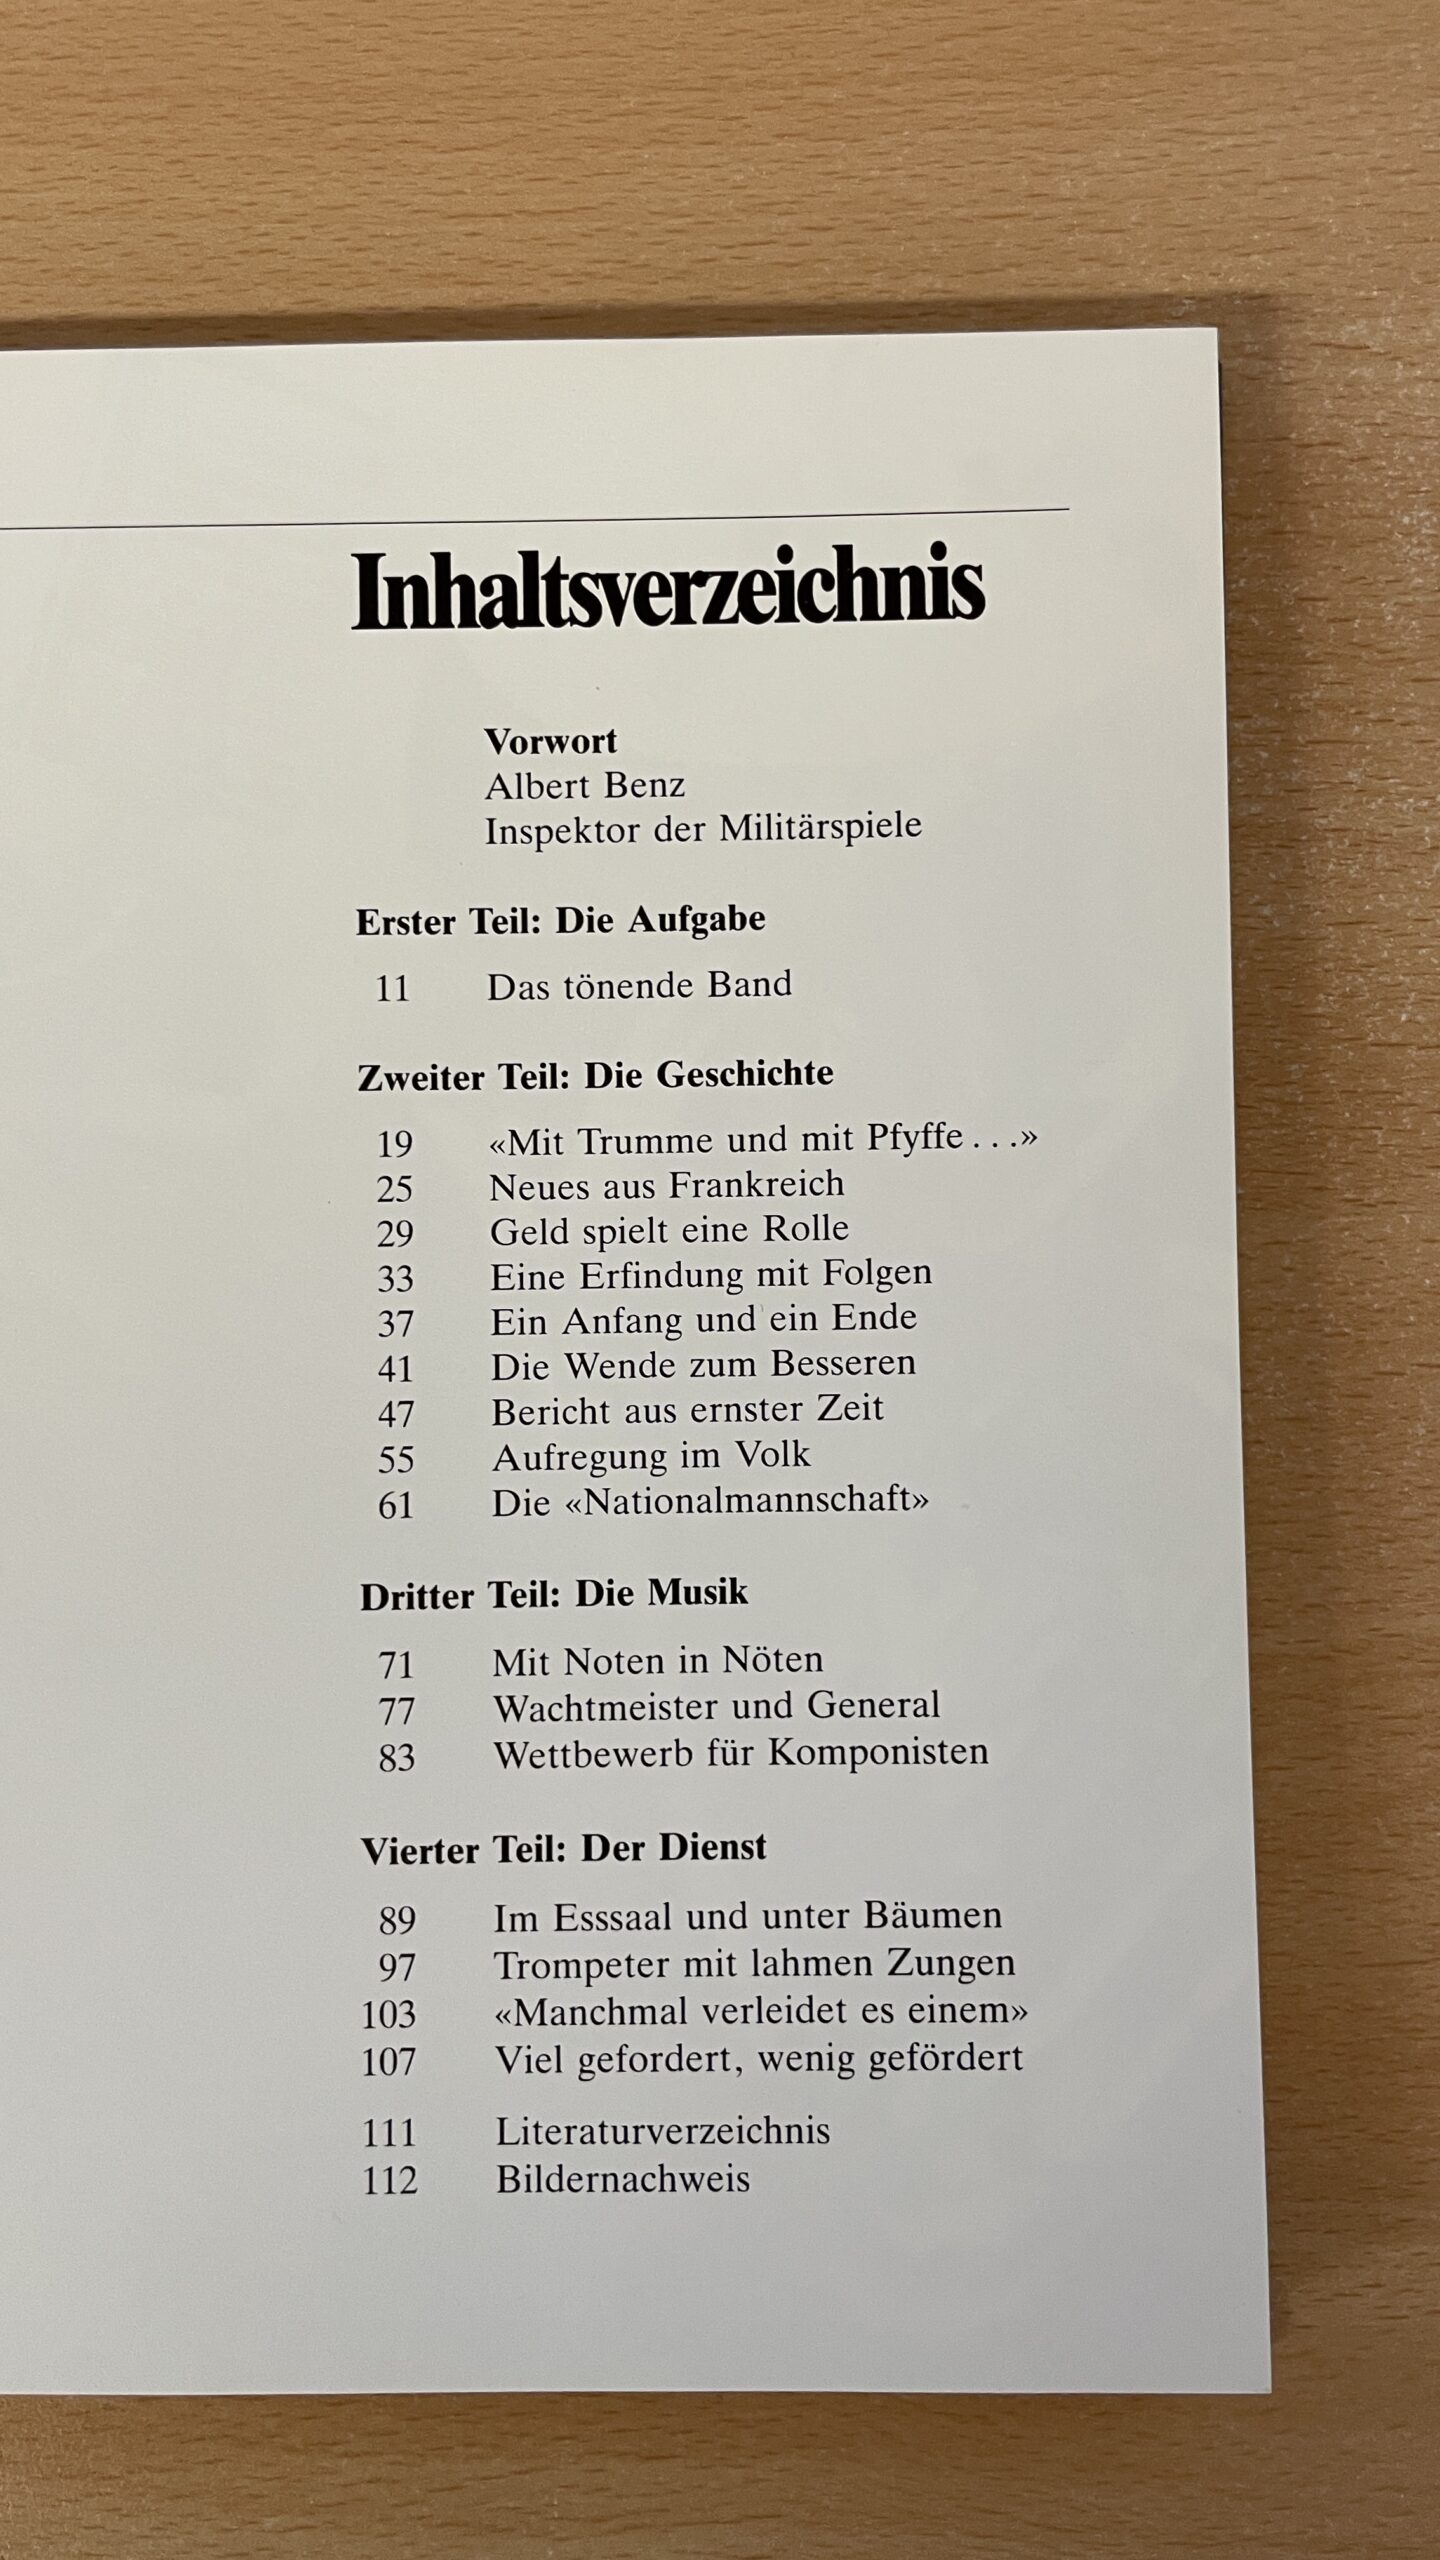 Inhaltsverzeichnis
Vorwort
Albert Benz
Inspektor der Militärspiele
Erster Teil: Die Aufgabe
11 Das tönende Band
Zweiter Teil: Die Geschichte
19 «Mit Trumme und mit Pfyffe . . .»
25 Neues aus Frankreich
29 Geld spielt eine Rolle
33 Eine Erfindung mit Folgen
37 Ein Anfang und ein Ende
41 Die Wende zum Besseren
47 Bericht aus ernster Zeit
55 Aufregung im Volk
61 Die «Nationalmannschaft»
Dritter Teil: Die Musik
71 Mit Noten in Nöten
77 Wachtmeister und General
83 Wettbewerb für Komponisten
Vierter Teil: Der Dienst
89 Im Esssaal und unter Bäumen
97 Trompeter mit lahmen Zungen
103 «Manchmal verleidet es einem»
107 Viel gefordert, wenig gefördert
111 Literaturverzeichnis
112 Bildernachweis